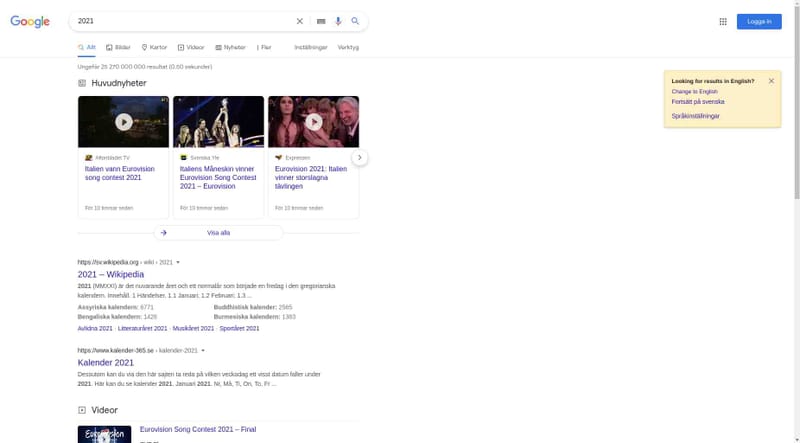 Google
2021
Logga in
Allt Bilder Kartor Videor Nyheter Fler Inställningar Verktyg
Ungefär 25 270 000 000 resultat (0,60 sekunder)
Looking for results in English?
Change to English
Fortsätt på svenska
Språkinställningar
Huvudnyheter
Aftonbladet TV
Italien vann Eurovision
song contest 2021
För 10 timmar sedan
Svenska Yle
Italiens Måneskin vinner
Eurovision Song Contest
2021 – Eurovision
För 10 timmar sedan
Expressen
Eurovision 2021: Italien
vinner storslagna
tävlingen
För 10 timmar sedan
Visa alla
https://sv.wikipedia.org › wiki › 2021
2021 – Wikipedia
2021 (MMXXI) är det nuvarande året och ett normalår som började en fredag i den gregorianska
kalendern. Innehåll. 1 Händelser. 1.1 Januari; 1.2 Februari; 1.3 ...
Assyriska kalendern: 6771 Buddhistisk kalender: 2565
Bengaliska kalendern: 1428 Burmesiska kalendern: 1383
Avlidna 2021 · Litteraturåret 2021 · Musikåret 2021 · Sportåret 2021
https://www.kalender-365.se › kalender-2021
Kalender 2021
Dessutom kan du via den här sajten ta reda på vilken veckodag ett visst datum faller under
2021. Här kan du se kalender 2021. Januari 2021. Nr, Må, Ti, On, To, Fr ...
Videor
Eurovision
Eurovision Song Contest 2021 – Final